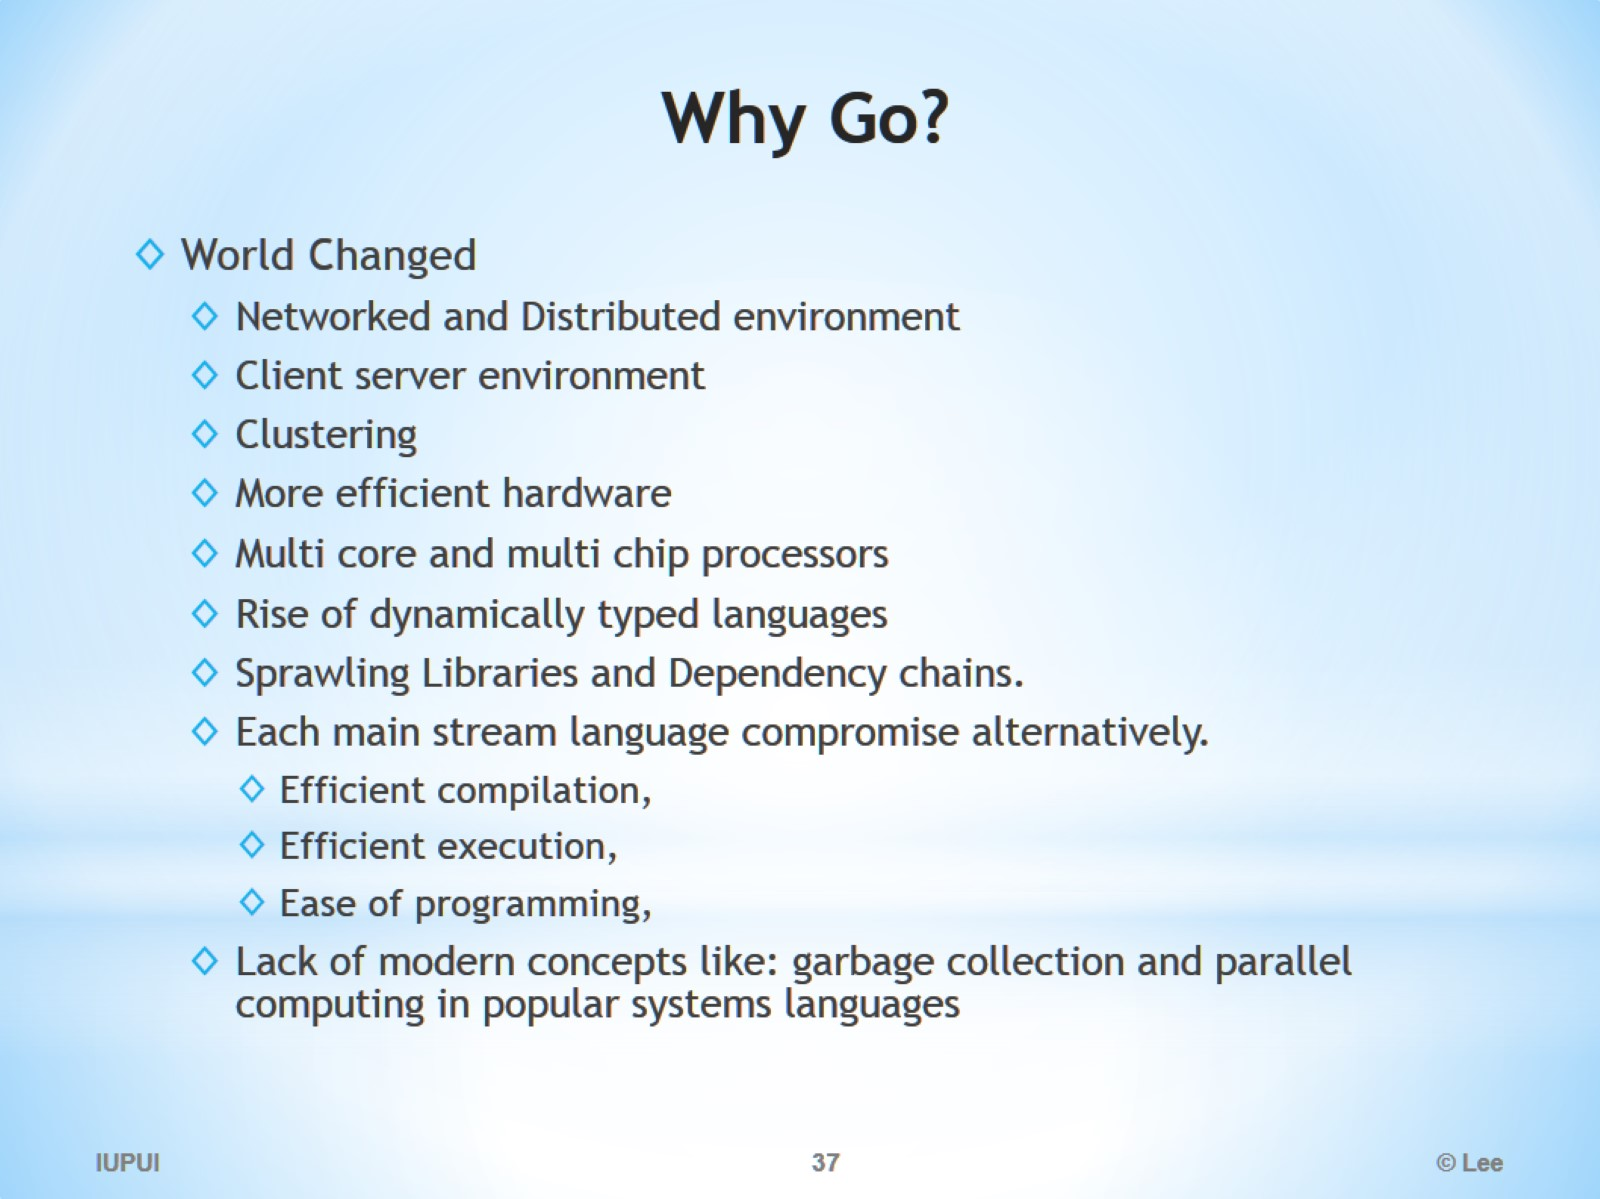 Why Go?
World Changed
Networked and Distributed environment
Client server environment
Clustering
More efficient hardware
Multi core and multi chip processors
Rise of dynamically typed languages
Sprawling Libraries and Dependency chains.
Each main stream language compromise alternatively.
Efficient compilation,
Efficient execution,
Ease of programming,
Lack of modern concepts like: garbage collection and parallel
computing in popular systems languages
IUPUI
37
© Lee